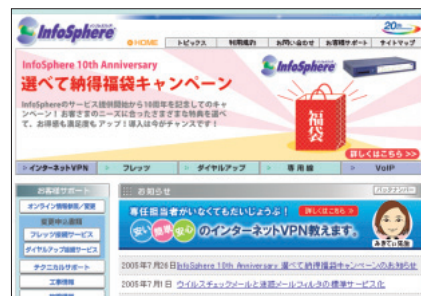 InfoSphere
20th
HOME トピックス 利用規約 お問い合わせ お客様サポート サイトマップ
InfoSphere 10th Anniversary
選べて納得福袋キャンペーン
InfoSphereのサービス提供開始から10周年を記念してのキャ
ンペーン！お客さまのニーズに合ったさまざまな特典を選べ
て、お得感も満足度もアップ！導入は今がチャンスです！
InfoSphere
福袋
詳しくはこちら >>
インターネットVPN フレッツ ダイヤルアップ 専用線 VoIP
お客様サポート
オンライン情報参照／変更
変更申込書類
フレッツ接続サービス
ダイヤルアップ接続サービス
テクニカルサポート
工事情報
お知らせ
バックナンバー
専任担当者がいなくてもだいじょうぶ！ 詳しくはこちら
安い 簡単 安心 のインターネットVPN教えます。
2005年7月26日 InfoSphere 10th Anniversary 選べて納得福袋キャンペーンのお知らせ
2005年7月1日 ウイルスチェックメールと迷惑メールフィルタの標準サービス化